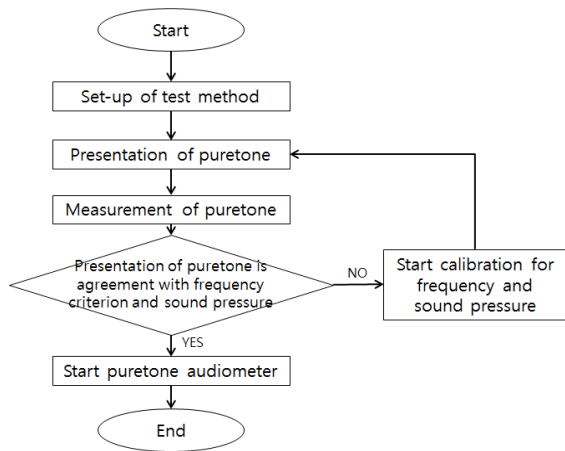 Start
Set-up of test method
Presentation of puretone
Measurement of puretone
Presentation of puretone is
agreement with frequency
criterion and sound pressure
NO
Start calibration for
frequency and
sound pressure
YES
Start puretone audiometer
End